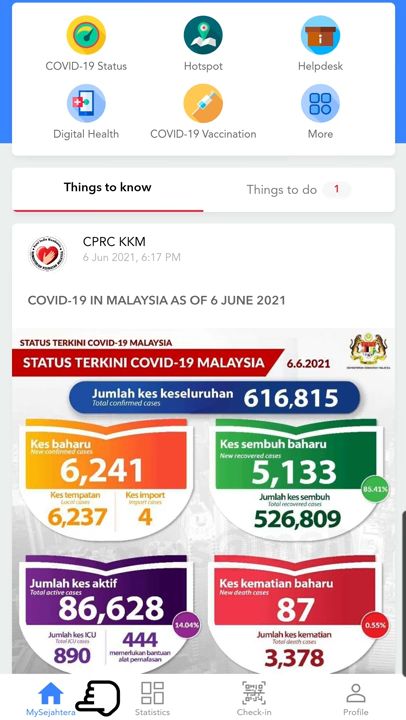 COVID-19 Status
Hotspot
Helpdesk
Digital Health
COVID-19 Vaccination
More
Things to know
Things to do 1
CPRC KKM
6 Jun 2021, 6:17 PM
COVID-19 IN MALAYSIA AS OF 6 JUNE 2021
STATUS TERKINI COVID-19 MALAYSIA
STATUS TERKINI COVID-19 MALAYSIA 6.6.2021
Jumlah kes keseluruhan 616,815
Total confirmed cases
Kes baharu
New confirmed cases
6,241
Kes tempatan
Local cases
6,237
Kes import
Import cases
4
Kes sembuh baharu
New recovered cases
5,133
85.41%
Jumlah kes sembuh
Total recovered cases
526,809
Jumlah kes aktif
Total active cases
86,628
14.04%
Jumlah kes ICU
Total ICU cases
890
444
memerlukan bantuan
alat pernafasan
Kes kematian baharu
New death cases
87
0.55%
Jumlah kes kematian
Total death cases
3,378
MySejahtera
Statistics
Check-in
Profile